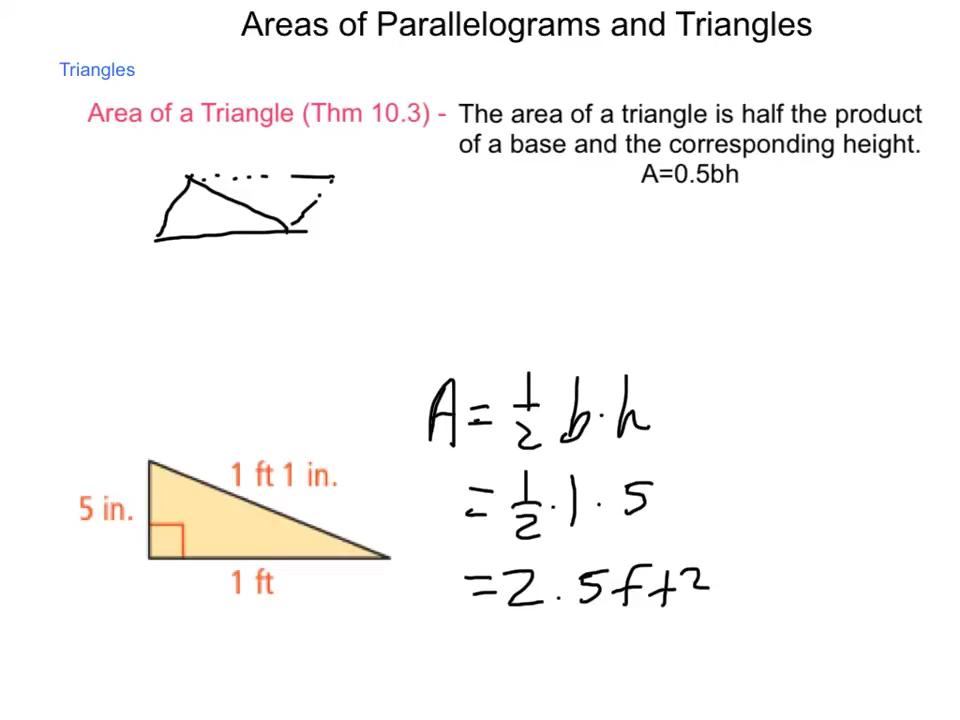 Areas of Parallelograms and Triangles
Triangles
Area of a Triangle (Thm 10.3) - The area of a triangle is half the product
of a base and the corresponding height.
A=0.5bh
A = 1/2 b · h
1 ft 1 in.
5 in.
= 1/2 · 1 · 5
1 ft
= 2.5ft²